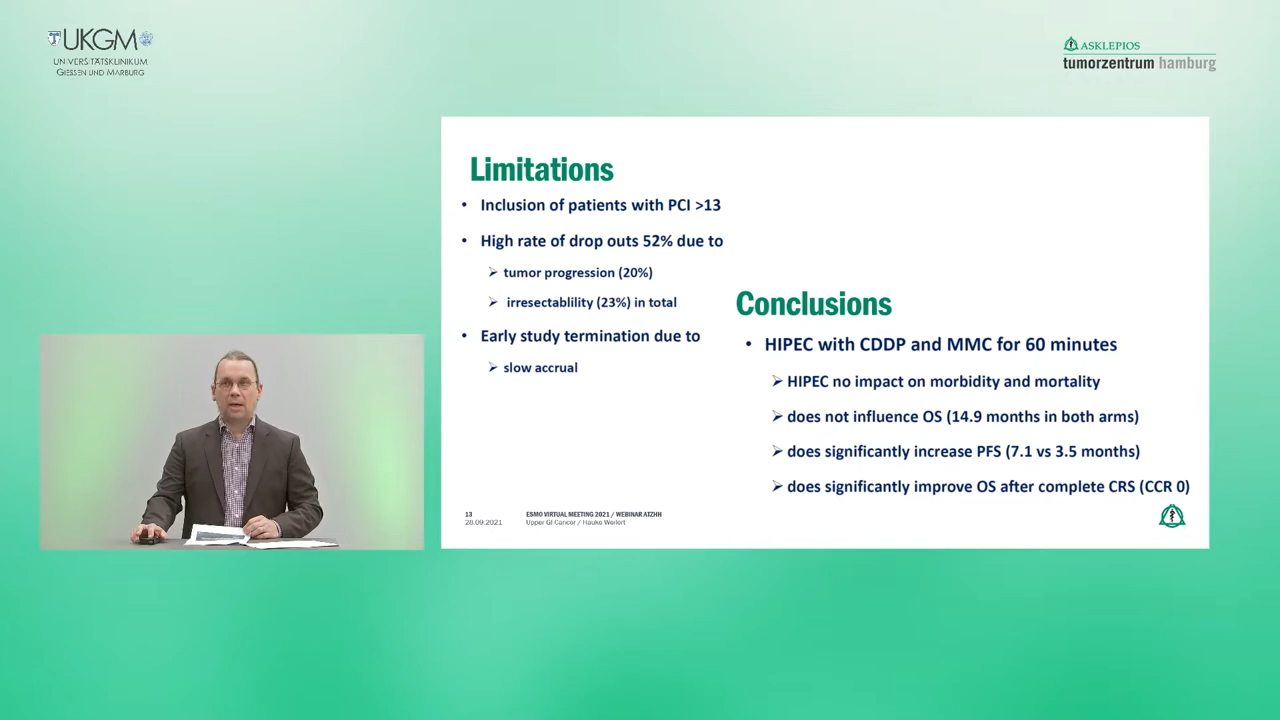 UKGM
UNIVERSITÄTSKLINIKUM
GIESSEN UND MARBURG
ASKLEPIOS
tumorzentrum hamburg
Limitations
• Inclusion of patients with PCI >13
• High rate of drop outs 52% due to
➢ tumor progression (20%)
➢ irresectablility (23%) in total
• Early study termination due to
➢ slow accrual
Conclusions
• HIPEC with CDDP and MMC for 60 minutes
➢ HIPEC no impact on morbidity and mortality
➢ does not influence OS (14.9 months in both arms)
➢ does significantly increase PFS (7.1 vs 3.5 months)
➢ does significantly improve OS after complete CRS (CCR 0)
13 ESMO VIRTUAL MEETING 2021 / WEBINAR ATZHH
28.09.2021 Upper GI Cancer / Hauke Weilert